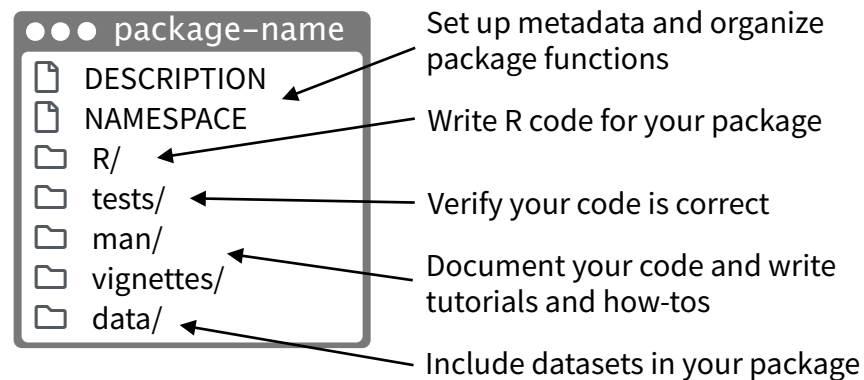 package-name
DESCRIPTION
NAMESPACE
R/
tests/
man/
vignettes/
data/
Set up metadata and organize
package functions
Write R code for your package
Verify your code is correct
Document your code and write
tutorials and how-tos
Include datasets in your package